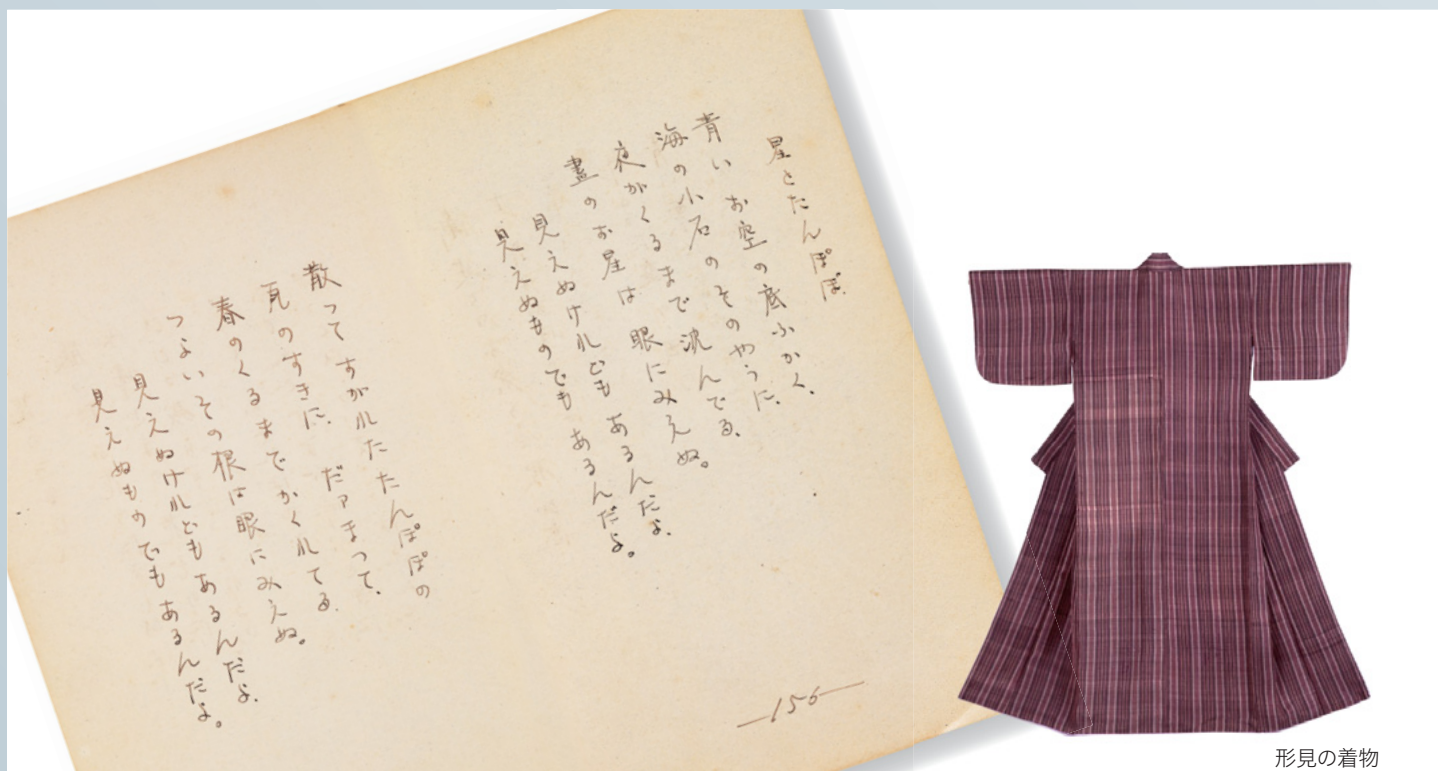 星とたんぽぽ
青い お空の底ふかく、
海の小石のそのやうに、
夜がくるまで沈んでる、
晝のお星は 眼にみえぬ。
見えぬけれども あるんだよ、
見えぬものでも あるんだよ。
散って すがれたたんぽぽの
瓦のすきに、だァまって、
春のくるまでかくれてる、
つよいその根は眼にみえぬ。
見えぬけれども あるんだよ、
見えぬものでもあるんだよ。
—156—
形見の着物